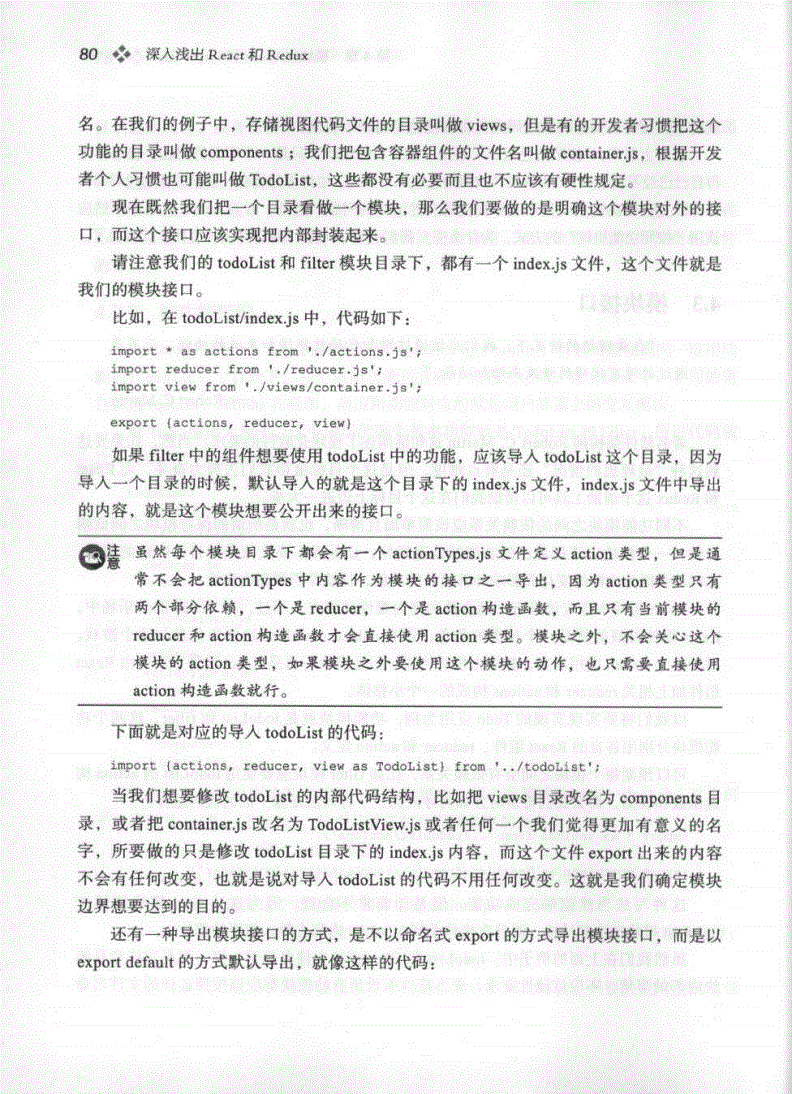 80 深入浅出 React 和 Redux
名。在我们的例子中，存储视图代码文件的目录叫做 views，但是有的开发者习惯把这个
功能的目录叫做 components；我们把包含容器组件的文件名叫做 container.js，根据开发
者个人习惯也可能叫做 TodoList，这些都没有必要而且也不应该有硬性规定。
现在既然我们把一个目录看做一个模块，那么我们要做的是明确这个模块对外的接
口，而这个接口应该实现把内部封装起来。
请注意我们的 todoList 和 filter 模块目录下，都有一个 index.js 文件，这个文件就是
我们的模块接口。
比如，在 todoList/index.js 中，代码如下：
import * as actions from './actions.js';
import reducer from './reducer.js';
import view from './views/container.js';
export {actions, reducer, view}
如果 filter 中的组件想要使用 todoList 中的功能，应该导入 todoList 这个目录，因为
导入一个目录的时候，默认导入的就是这个目录下的 index.js 文件，index.js 文件中导出
的内容，就是这个模块想要公开出来的接口。
注意 虽然每个模块目录下都会有一个 actionTypes.js 文件定义 action 类型，但是通
常不会把 actionTypes 中内容作为模块的接口之一导出，因为 action 类型只有
两个部分依赖，一个是 reducer，一个是 action 构造函数，而且只有当前模块的
reducer 和 action 构造函数才会直接使用 action 类型。模块之外，不会关心这个
模块的 action 类型，如果模块之外要使用这个模块的动作，也只需要直接使用
action 构造函数就行。
下面就是对应的导入 todoList 的代码：
import {actions, reducer, view as TodoList} from '../todoList';
当我们想要修改 todoList 的内部代码结构，比如把 views 目录改名为 components 目
录，或者把 container.js 改名为 TodoListView.js 或者任何一个我们觉得更加有意义的名
字，所要做的只是修改 todoList 目录下的 index.js 内容，而这个文件 export 出来的内容
不会有任何改变，也就是说对导入 todoList 的代码不用任何改变。这就是我们确定模块
边界想要达到的目的。
还有一种导出模块接口的方式，是不以命名式 export 的方式导出模块接口，而是以
export default 的方式默认导出，就像这样的代码：